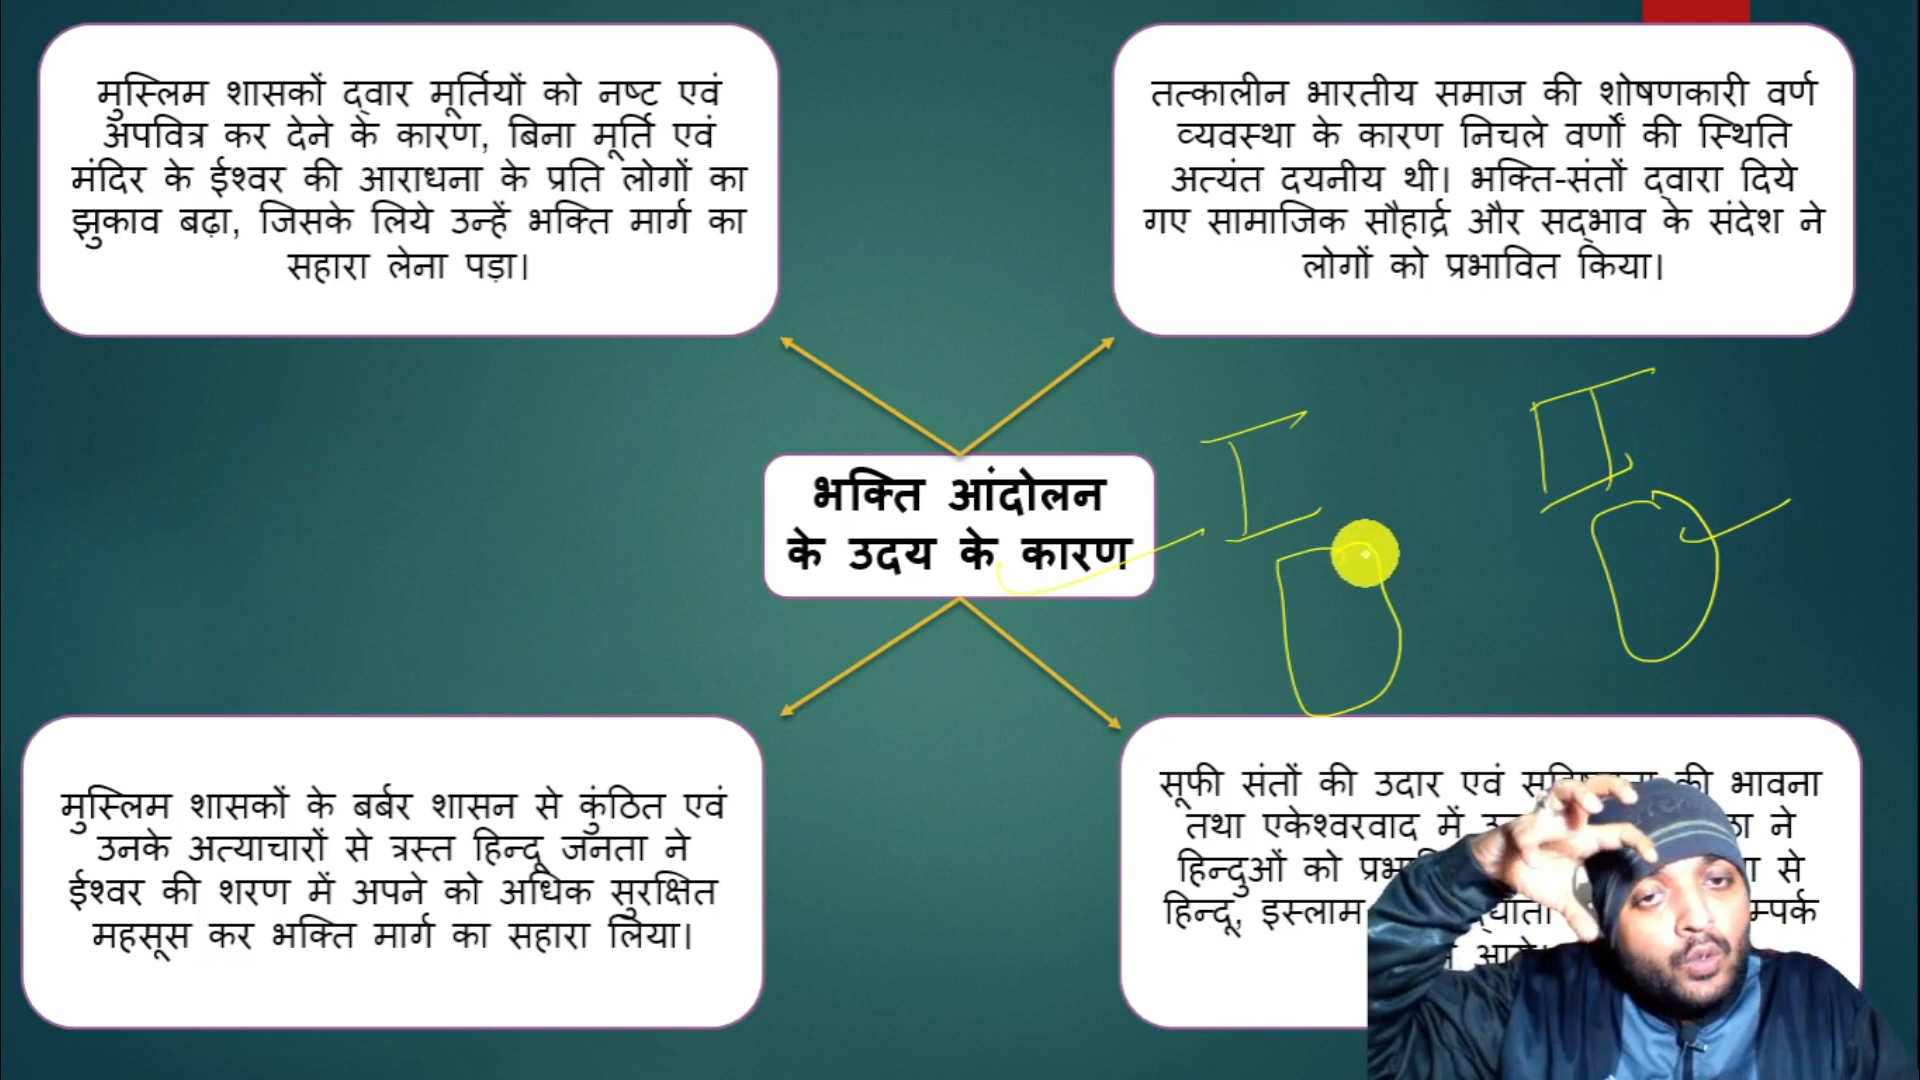 मुस्लिम शासकों द्वार मूर्तियों को नष्ट एवं
अपवित्र कर देने के कारण, बिना मूर्ति एवं
मंदिर के ईश्वर की आराधना के प्रति लोगों का
झुकाव बढ़ा, जिसके लिये उन्हें भक्ति मार्ग का
सहारा लेना पड़ा।
तत्कालीन भारतीय समाज की शोषणकारी वर्ण
व्यवस्था के कारण निचले वर्णों की स्थिति
अत्यंत दयनीय थी। भक्ति-संतों द्वारा दिये
गए सामाजिक सौहार्द्र और सद्भाव के संदेश ने
लोगों को प्रभावित किया।
भक्ति आंदोलन
के उदय के कारण
I
II
मुस्लिम शासकों के बर्बर शासन से कुंठित एवं
उनके अत्याचारों से त्रस्त हिन्दू जनता ने
ईश्वर की शरण में अपने को अधिक सुरक्षित
महसूस कर भक्ति मार्ग का सहारा लिया।
सूफी संतों की उदार एवं की भावना
तथा एकेश्वरवाद में ने
हिन्दुओं को से
हिन्दू, इस्लाम